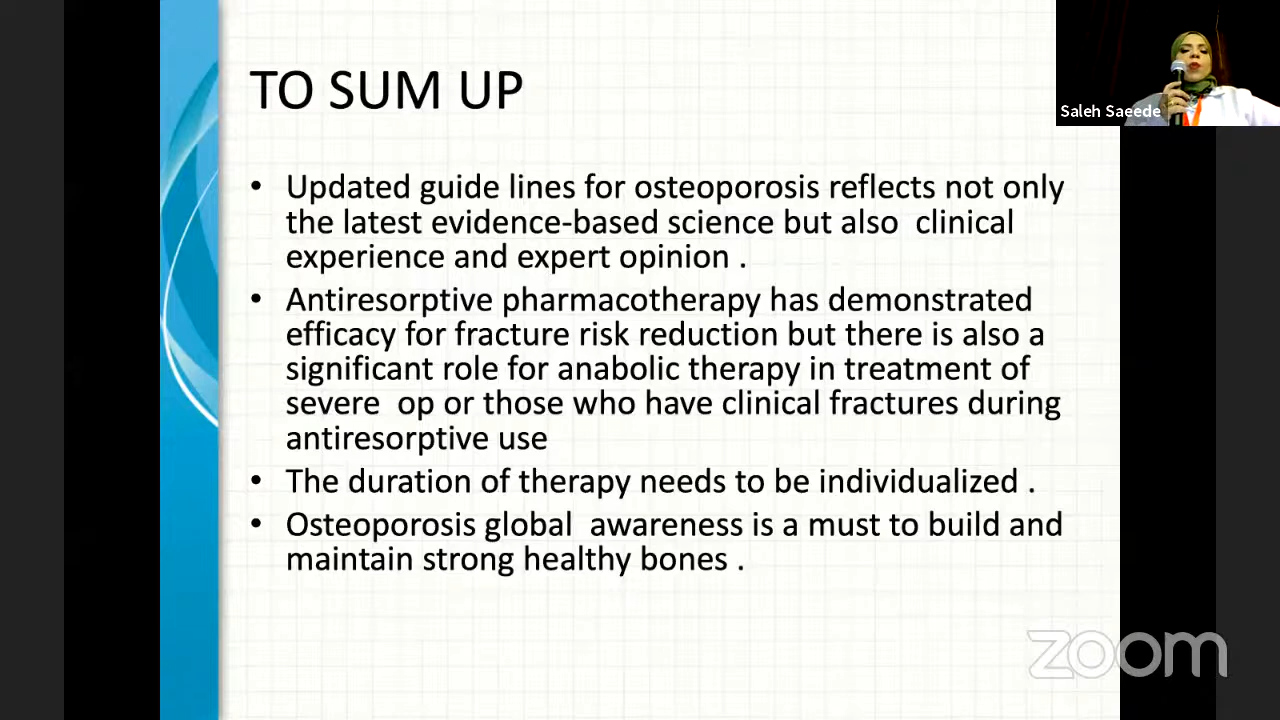 TO SUM UP
Saleh Saeede
• Updated guide lines for osteoporosis reflects not only
the latest evidence-based science but also  clinical
experience and expert opinion .
• Antiresorptive pharmacotherapy has demonstrated
efficacy for fracture risk reduction but there is also a
significant role for anabolic therapy in treatment of
severe  op or those who have clinical fractures during
antiresorptive use
• The duration of therapy needs to be individualized .
• Osteoporosis global  awareness is a must to build and
maintain strong healthy bones .
zoom